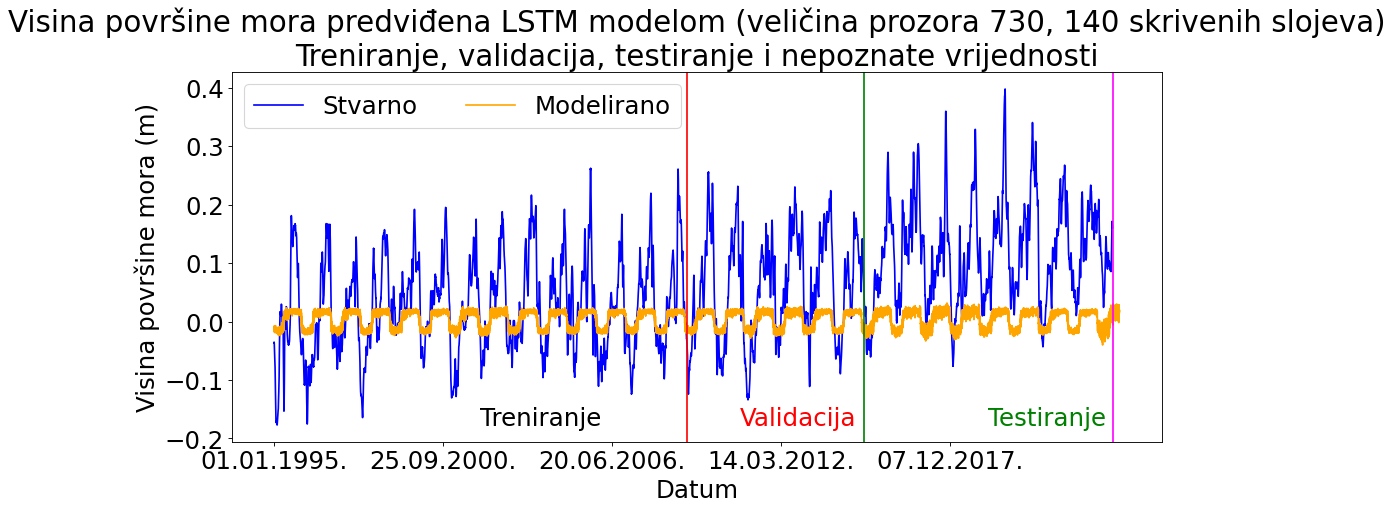 Visina površine mora predviđena LSTM modelom (veličina prozora 730, 140 skrivenih slojeva)
Treniranje, validacija, testiranje i nepoznate vrijednosti
Stvarno
Modelirano
Visina površine mora (m)
0.4
0.3
0.2
0.1
0.0
−0.1
−0.2
Treniranje
Validacija
Testiranje
01.01.1995.
25.09.2000.
20.06.2006.
14.03.2012.
07.12.2017.
Datum